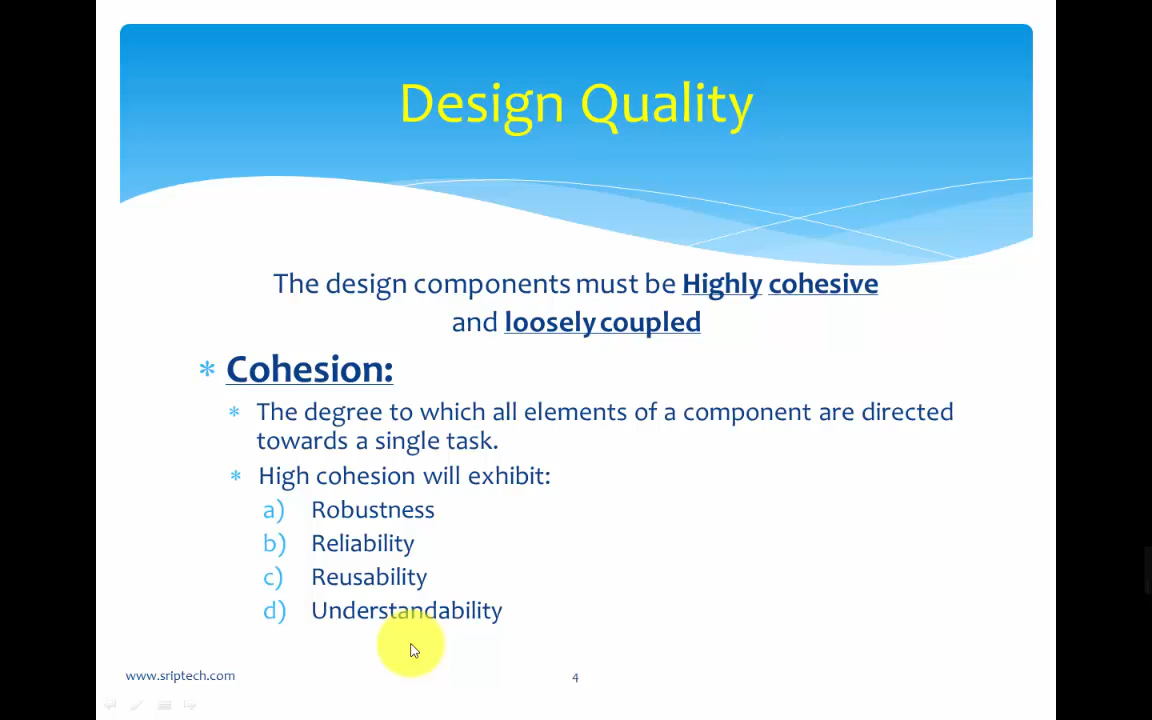 Design Quality
The design components must be Highly cohesive
and loosely coupled
* Cohesion:
* The degree to which all elements of a component are directed
towards a single task.
* High cohesion will exhibit:
a) Robustness
b) Reliability
c) Reusability
d) Understandability
www.sriptech.com
4